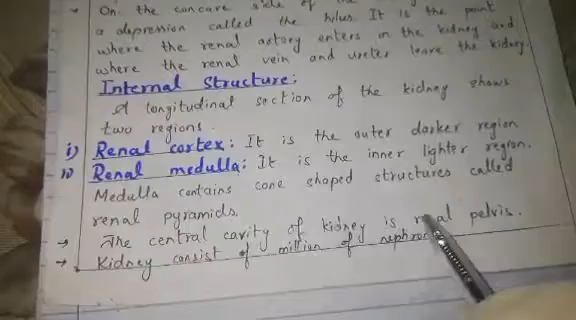 → On the concave side of the
a depression called the hilus. It is the point
where the renal artory enters in the kidney and
where the renal vein and ureter leave the kidney.
Internal Structure:
A longitudinal section of the kidney shows
two regions.
i) Renal cortex: It is the outer darker region
ii) Renal medulla: It is the inner lighter region.
Medulla contains cone shaped structures called
renal pyramids.
→ The central cavity of kidney is renal pelvis.
→ Kidney consist of million of nephron